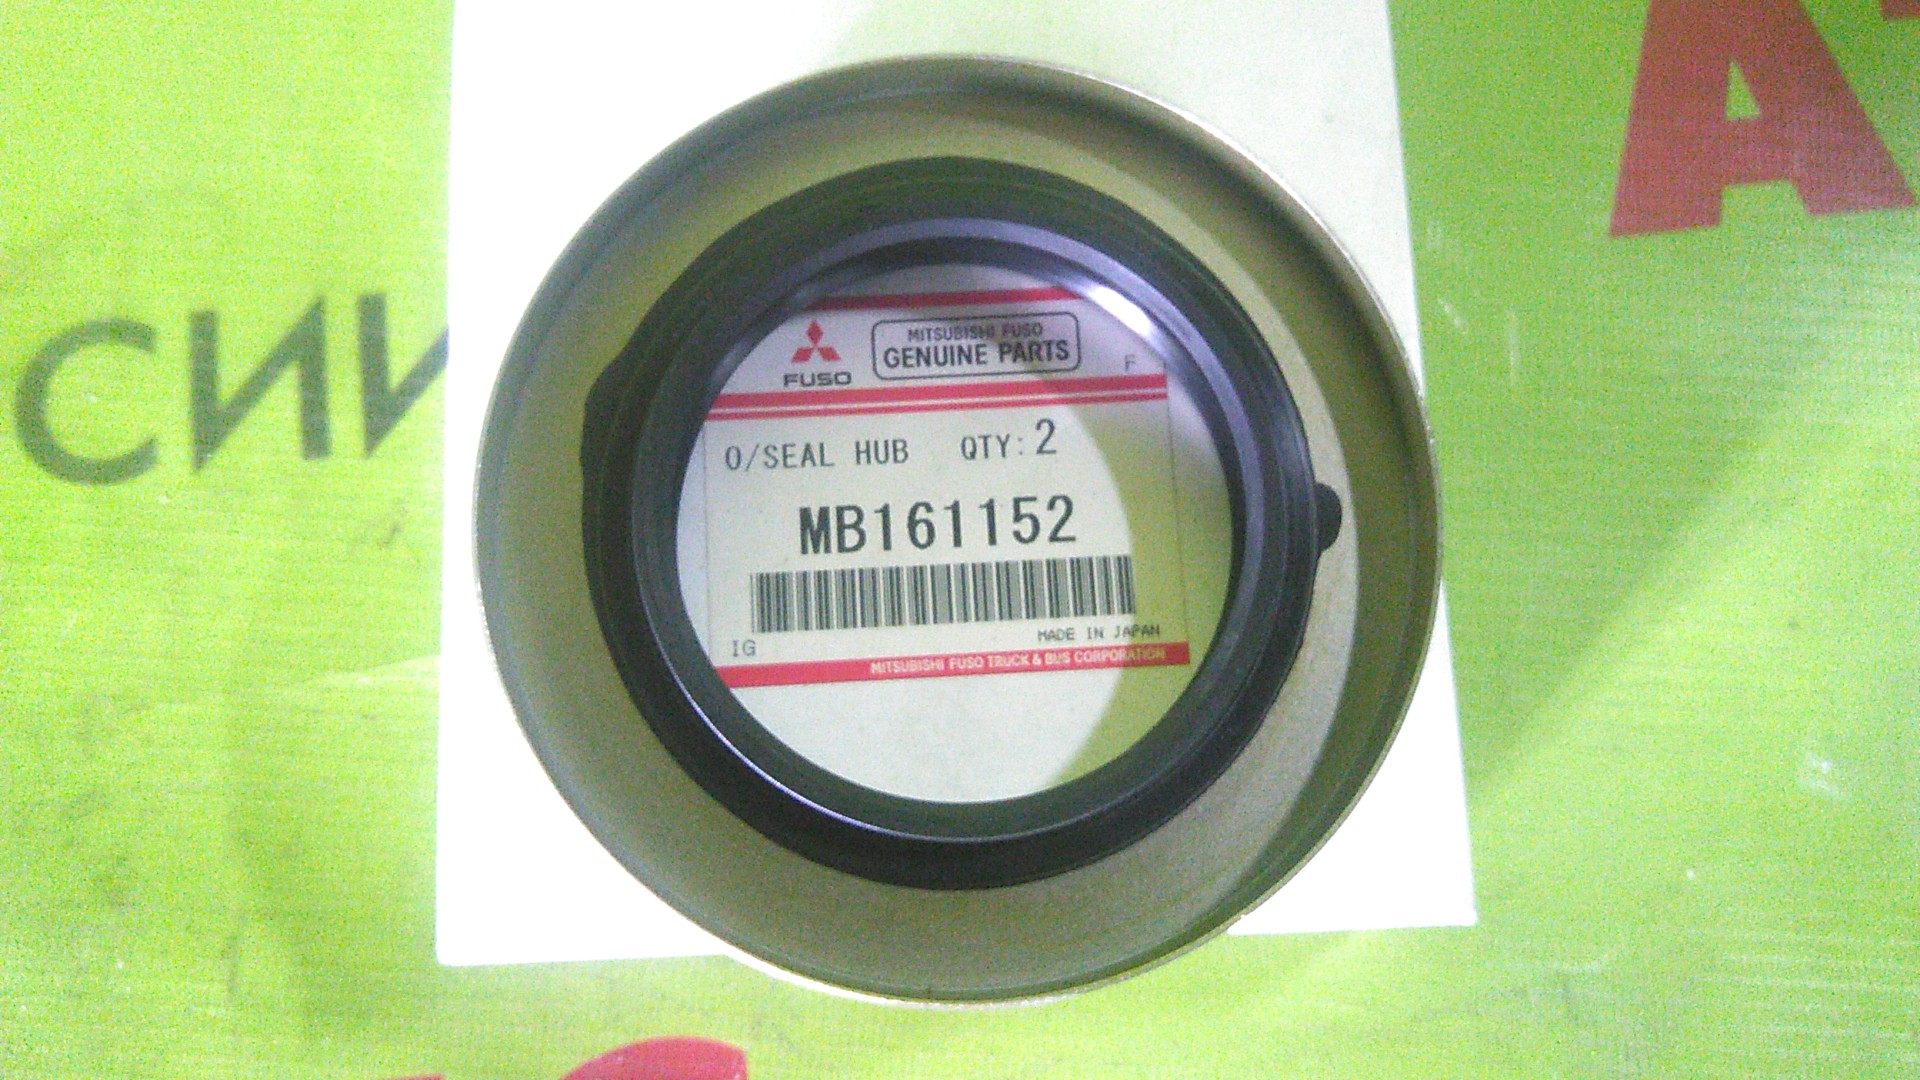 MITSUBISHI FUSO
GENUINE PARTS
FUSO
F
O/SEAL HUB QTY: 2
MB161152
IG
MADE IN JAPAN
MITSUBISHI FUSO TRUCK & BUS CORPORATION